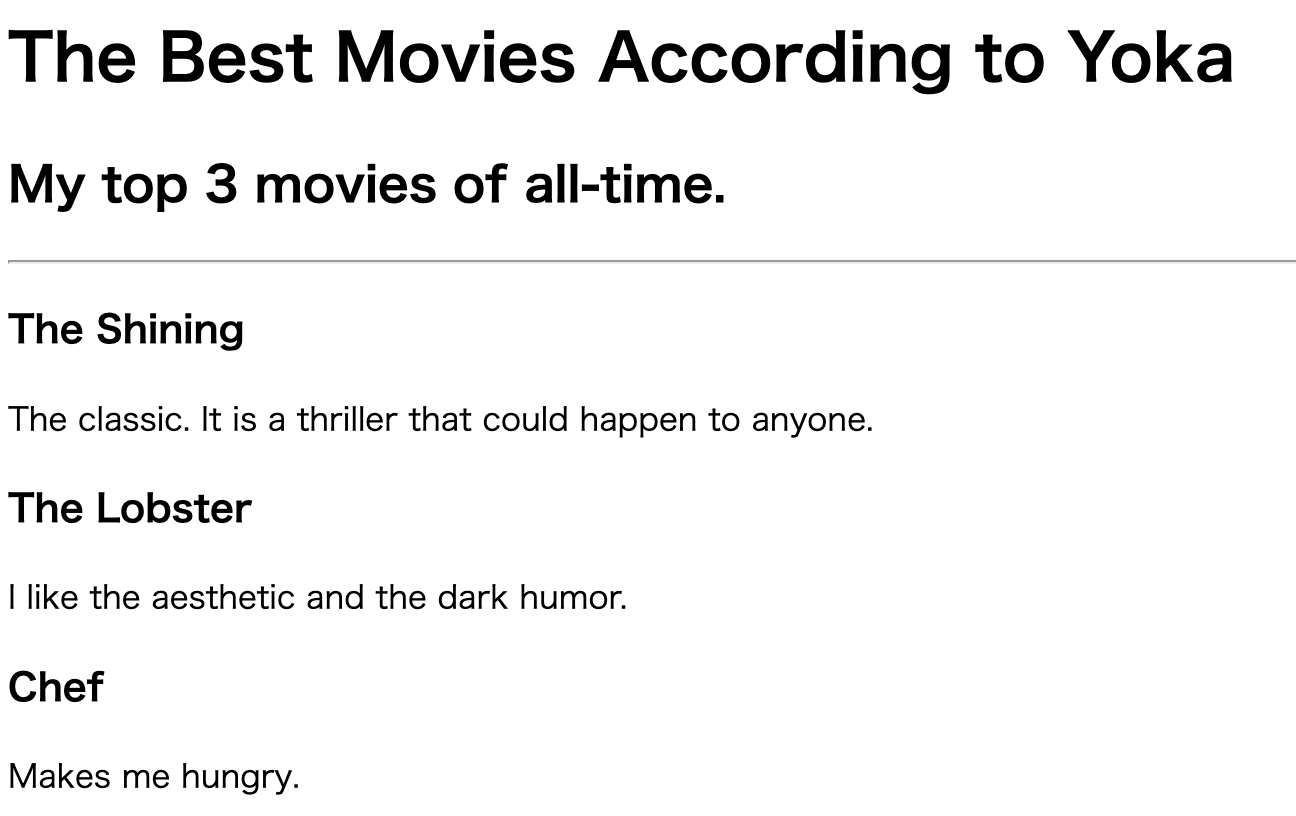 The Best Movies According to Yoka
My top 3 movies of all-time.
The Shining
The classic. It is a thriller that could happen to anyone.
The Lobster
I like the aesthetic and the dark humor.
Chef
Makes me hungry.